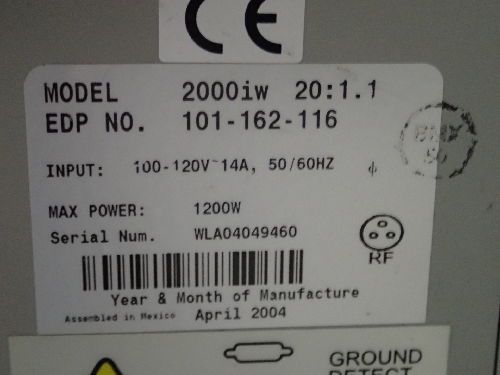 CE
MODEL 2000iw 20:1.1
EDP NO. 101-162-116
INPUT: 100-120V~14A, 50/60HZ
MAX POWER: 1200W
Serial Num. WLA04049460
RF
Year & Month of Manufacture
Assembled in Mexico April 2004
GROUND
DETECT